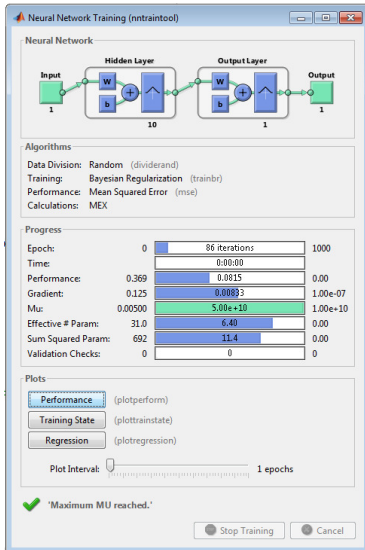 Neural Network Training (nntraintool)
Neural Network
Hidden Layer Output Layer
Input Output
W W
b b
+ +
1 1
10 1
Algorithms
Data Division: Random (dividerand)
Training: Bayesian Regularization (trainbr)
Performance: Mean Squared Error (mse)
Calculations: MEX
Progress
Epoch: 0 86 iterations 1000
Time: 0:00:00
Performance: 0.369 0.0815 0.00
Gradient: 0.125 0.00833 1.00e-07
Mu: 0.00500 5.00e+10 1.00e+10
Effective # Param: 31.0 6.40 0.00
Sum Squared Param: 692 11.4 0.00
Validation Checks: 0 0 0
Plots
Performance (plotperform)
Training State (plottrainstate)
Regression (plotregression)
Plot Interval: 1 epochs
'Maximum MU reached.'
Stop Training Cancel